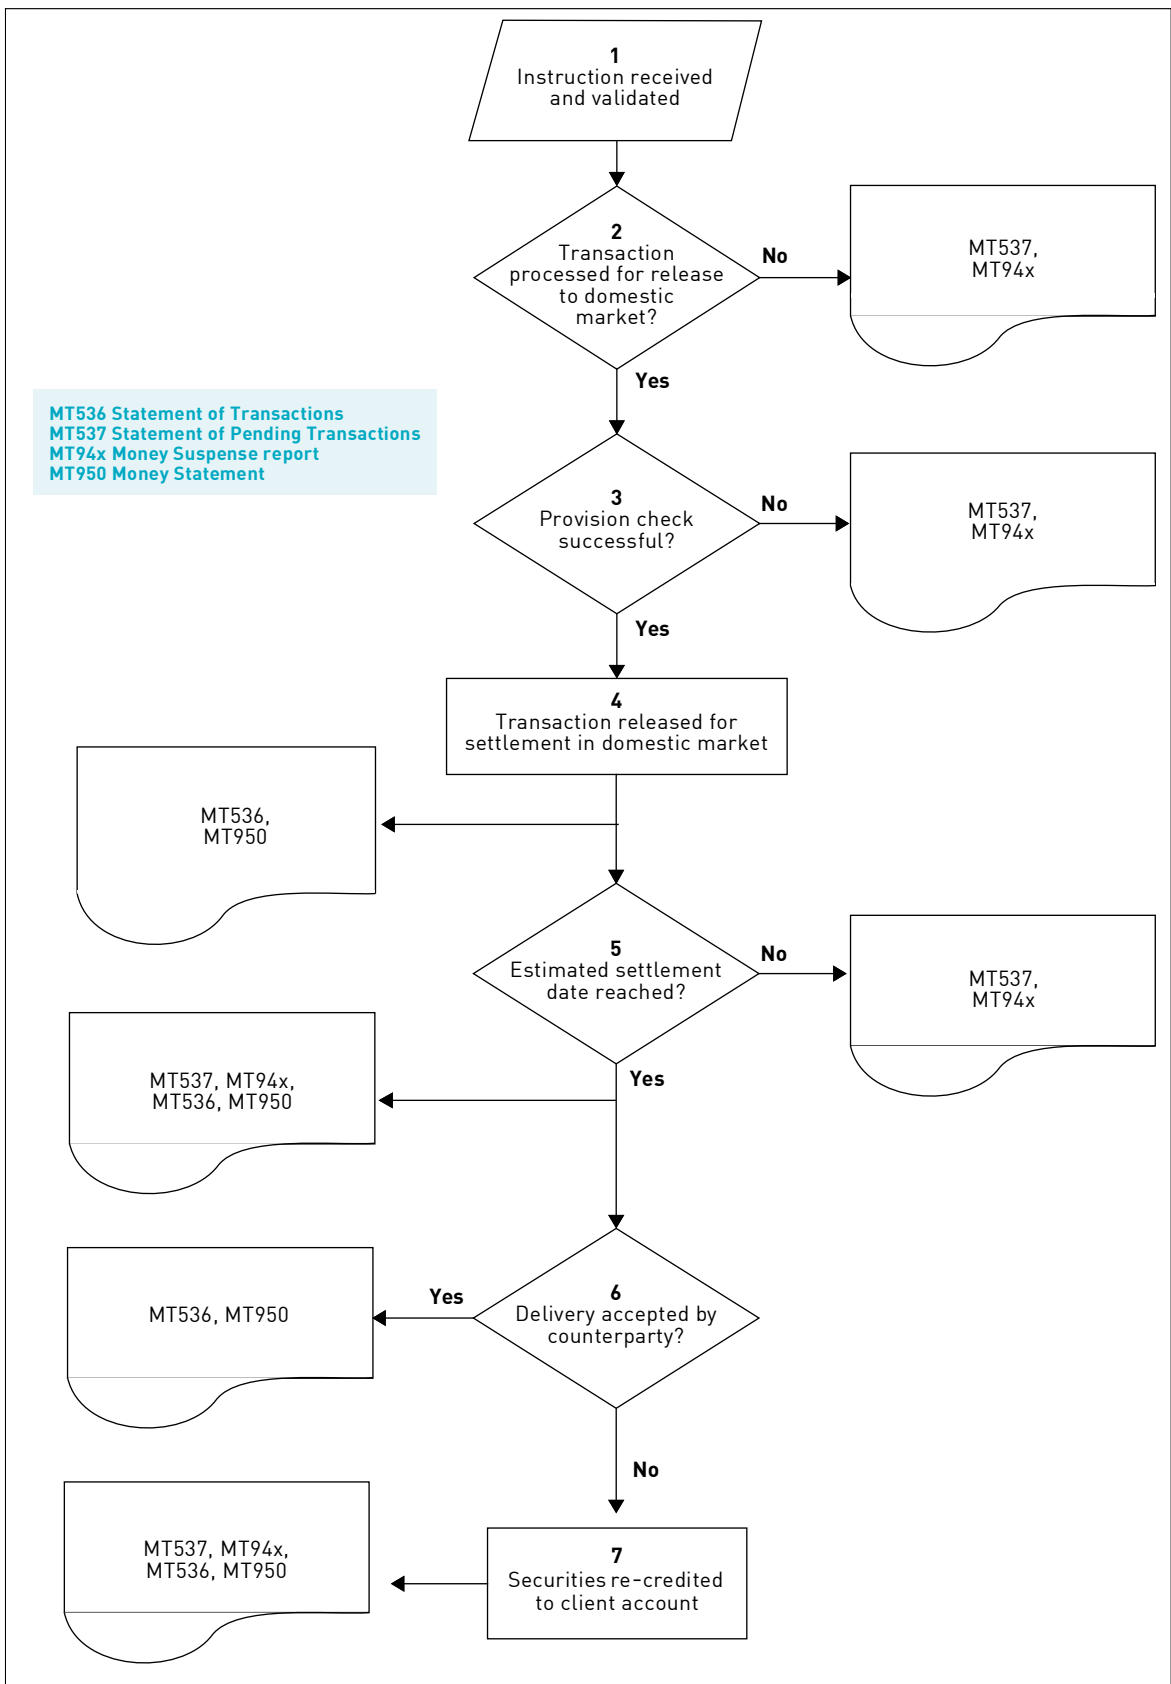 1
Instruction received
and validated
2
Transaction
processed for release
to domestic
market?
No
MT537,
MT94x
Yes
MT536 Statement of Transactions
MT537 Statement of Pending Transactions
MT94x Money Suspense report
MT950 Money Statement
3
Provision check
successful?
No
MT537,
MT94x
Yes
4
Transaction released for
settlement in domestic market
MT536,
MT950
5
Estimated settlement
date reached?
No
MT537,
MT94x
Yes
MT537, MT94x,
MT536, MT950
6
Delivery accepted by
counterparty?
Yes
MT536, MT950
No
7
Securities re-credited
to client account
MT537, MT94x,
MT536, MT950